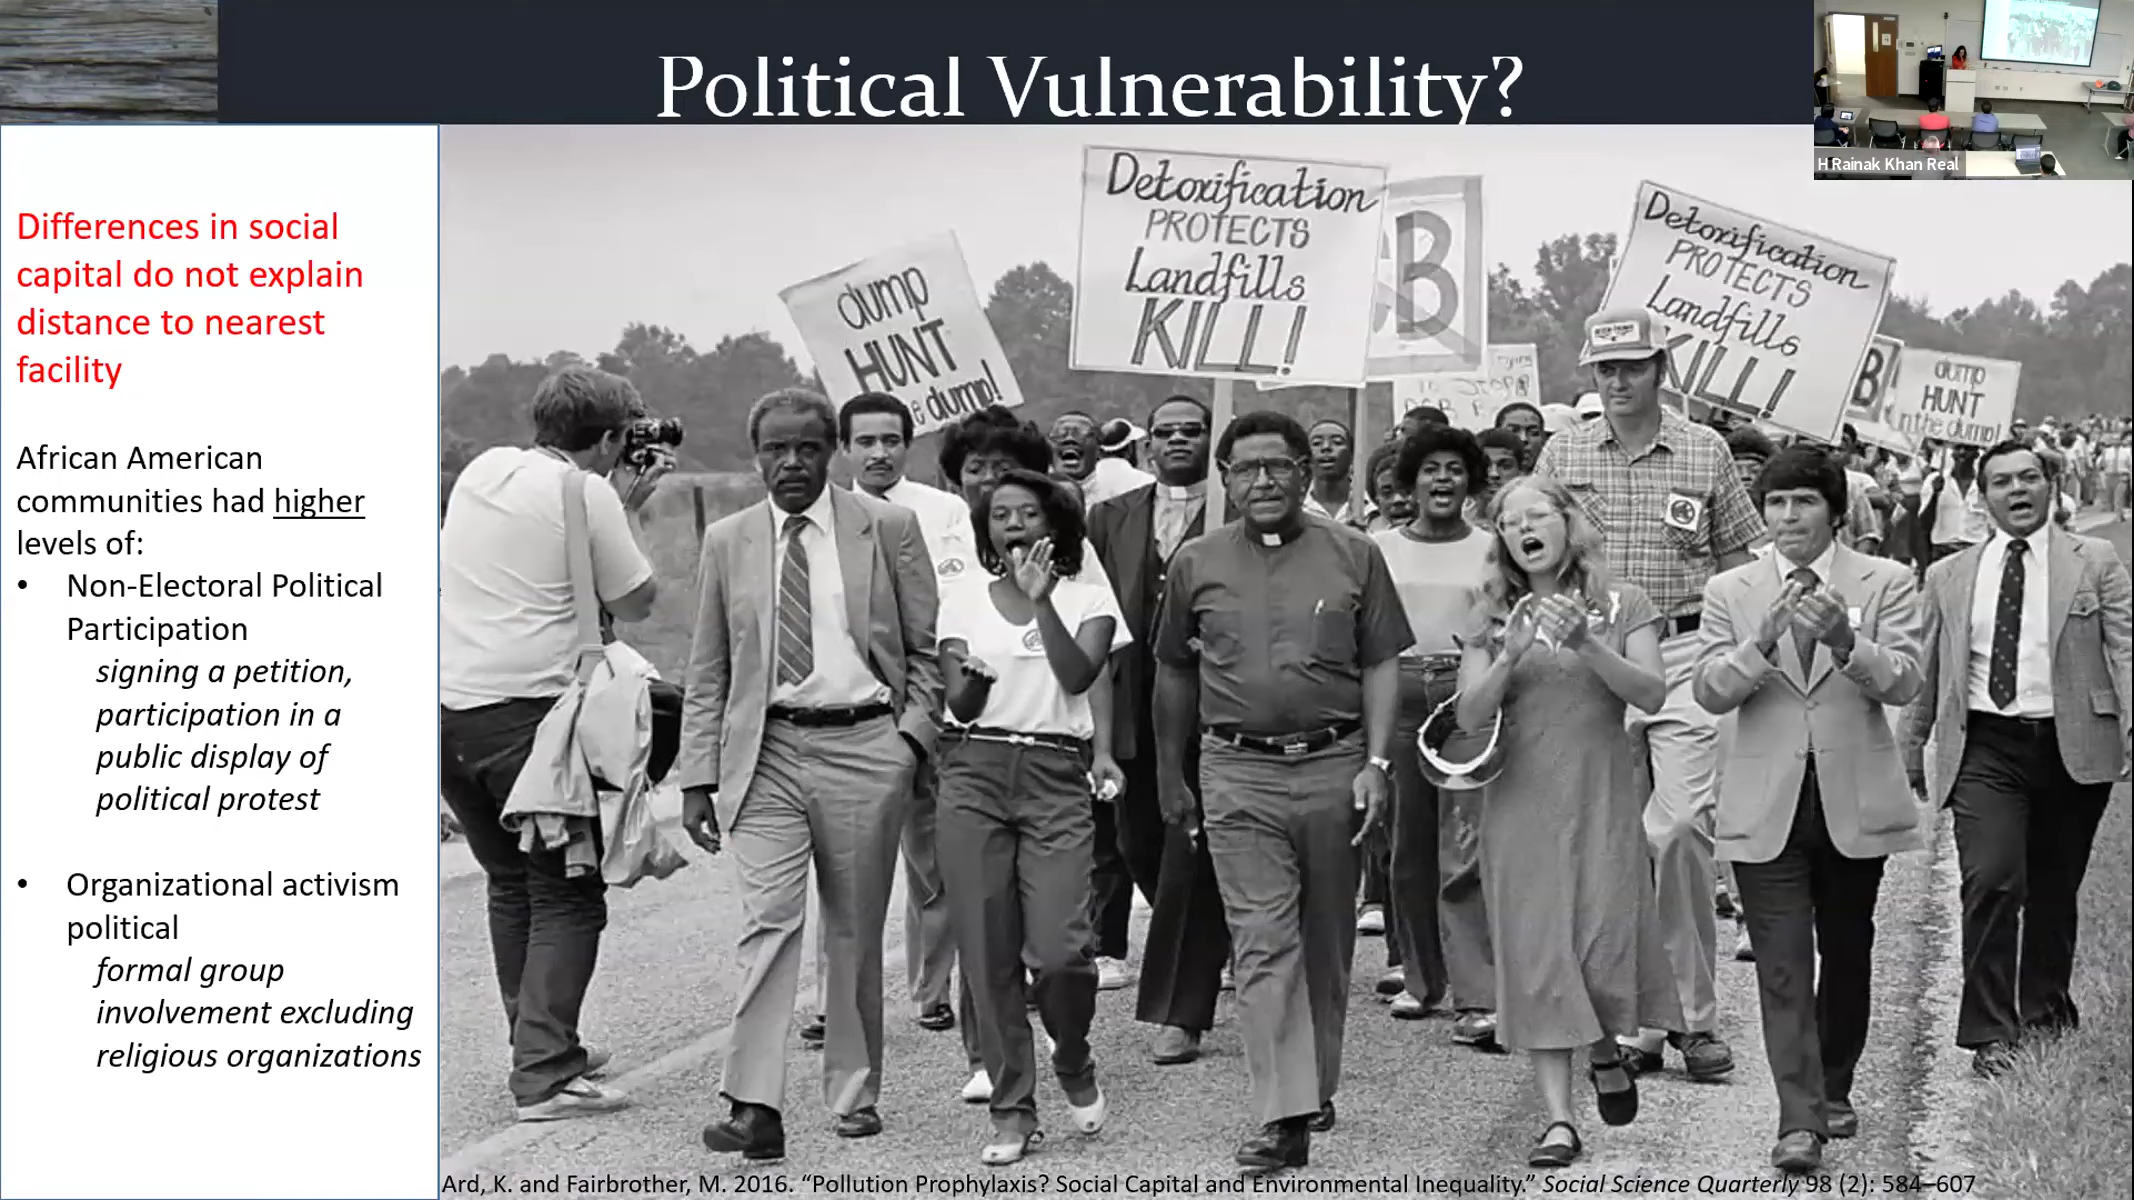 Political Vulnerability?
H Rainak Khan Real
Differences in social
capital do not explain
distance to nearest
facility
African American
communities had higher
levels of:
• Non-Electoral Political
Participation
signing a petition,
participation in a
public display of
political protest
• Organizational activism
political
formal group
involvement excluding
religious organizations
dump
HUNT
dump!
Detoxification
PROTECTS
Landfills
KILL!
B
Detoxification
PROTECTS
Landfills
KILL!
B
dump
HUNT
in the dump!
Ard, K. and Fairbrother, M. 2016. “Pollution Prophylaxis? Social Capital and Environmental Inequality.” Social Science Quarterly 98 (2): 584–607